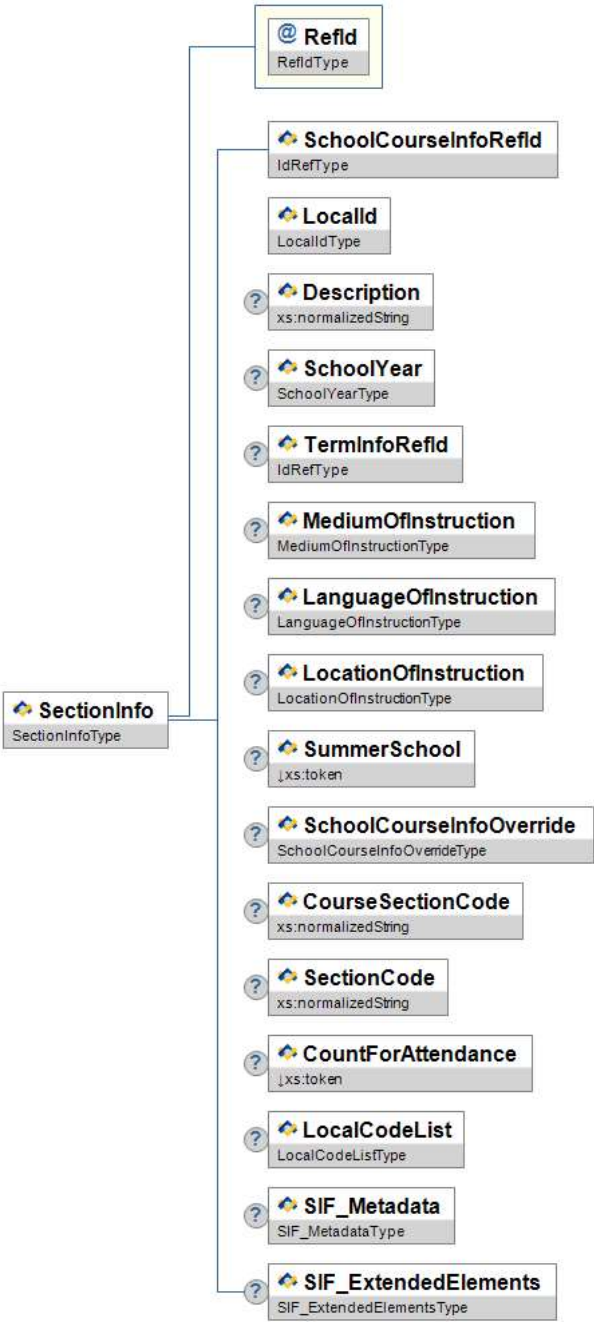 @ RefId
RefIdType
SchoolCourseInfoRefId
IdRefType
LocalId
LocalIdType
? Description
xs:normalizedString
? SchoolYear
SchoolYearType
? TermInfoRefId
IdRefType
? MediumOfInstruction
MediumOfInstructionType
? LanguageOfInstruction
LanguageOfInstructionType
? LocationOfInstruction
LocationOfInstructionType
SectionInfo
SectionInfoType
? SummerSchool
↓xs:token
? SchoolCourseInfoOverride
SchoolCourseInfoOverrideType
? CourseSectionCode
xs:normalizedString
? SectionCode
xs:normalizedString
? CountForAttendance
↓xs:token
? LocalCodeList
LocalCodeListType
? SIF_Metadata
SIF_MetadataType
? SIF_ExtendedElements
SIF_ExtendedElementsType